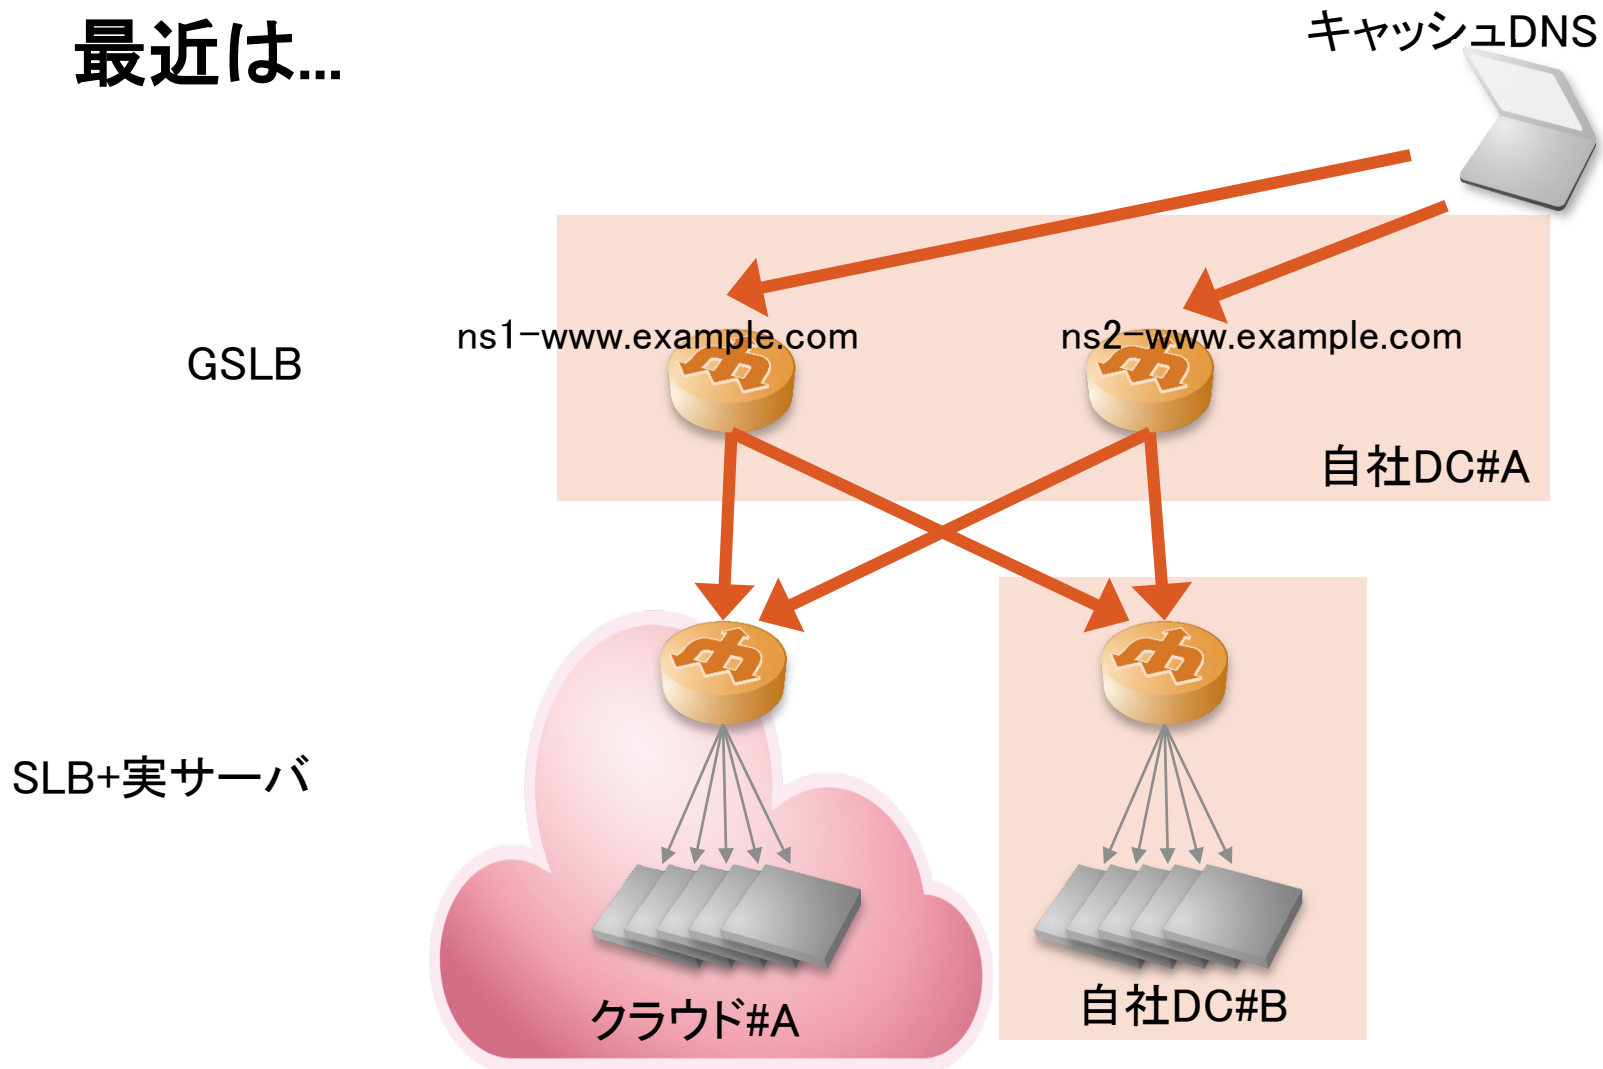 最近は...
キャッシュDNS
ns1-www.example.com
ns2-www.example.com
GSLB
自社DC#A
SLB+実サーバ
クラウド#A
自社DC#B